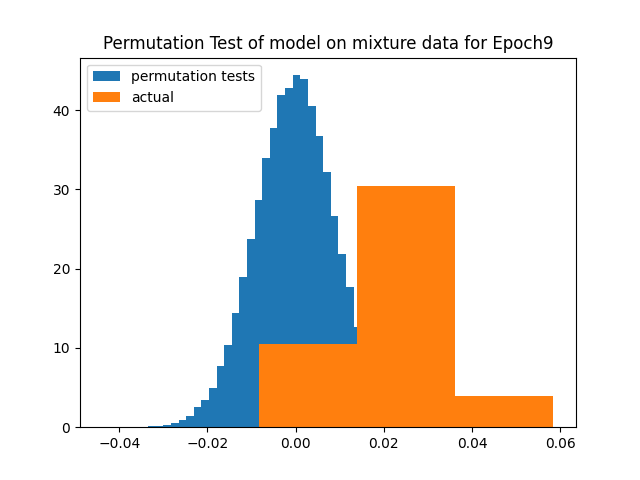 Permutation Test of model on mixture data for Epoch9
permutation tests
actual
40
30
20
10
0
−0.04 −0.02 0.00 0.02 0.04 0.06